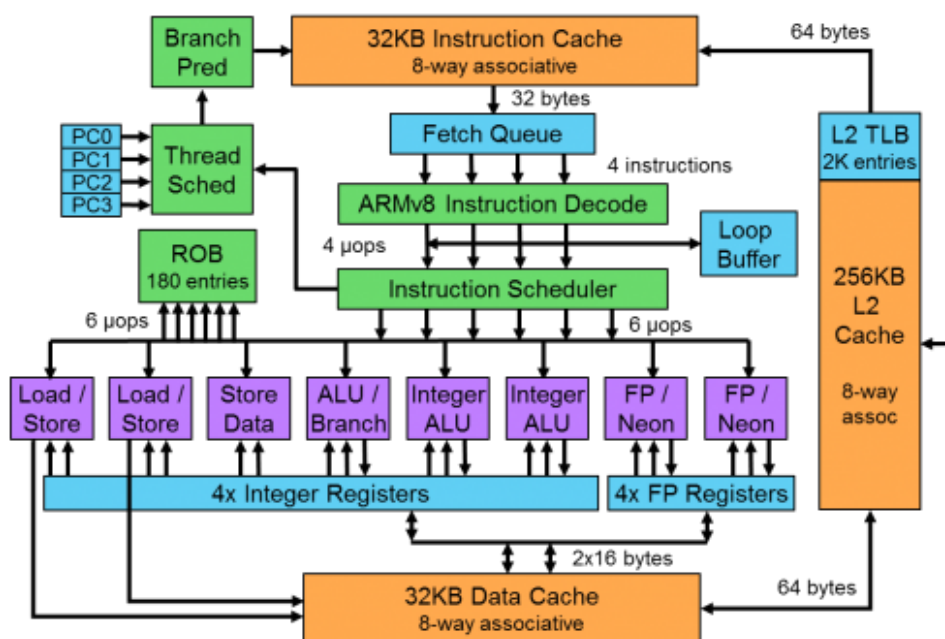 Branch
Pred
32KB Instruction Cache
8-way associative
64 bytes
32 bytes
PC0
PC1
PC2
PC3
Thread
Sched
Fetch Queue
L2 TLB
2K entries
4 instructions
ARMv8 Instruction Decode
4 µops
Loop
Buffer
ROB
180 entries
Instruction Scheduler
256KB
L2
Cache
8-way
assoc
6 µops
6 µops
Load /
Store
Load /
Store
Store
Data
ALU /
Branch
Integer
ALU
Integer
ALU
FP /
Neon
FP /
Neon
4x Integer Registers
4x FP Registers
2x16 bytes
32KB Data Cache
8-way associative
64 bytes